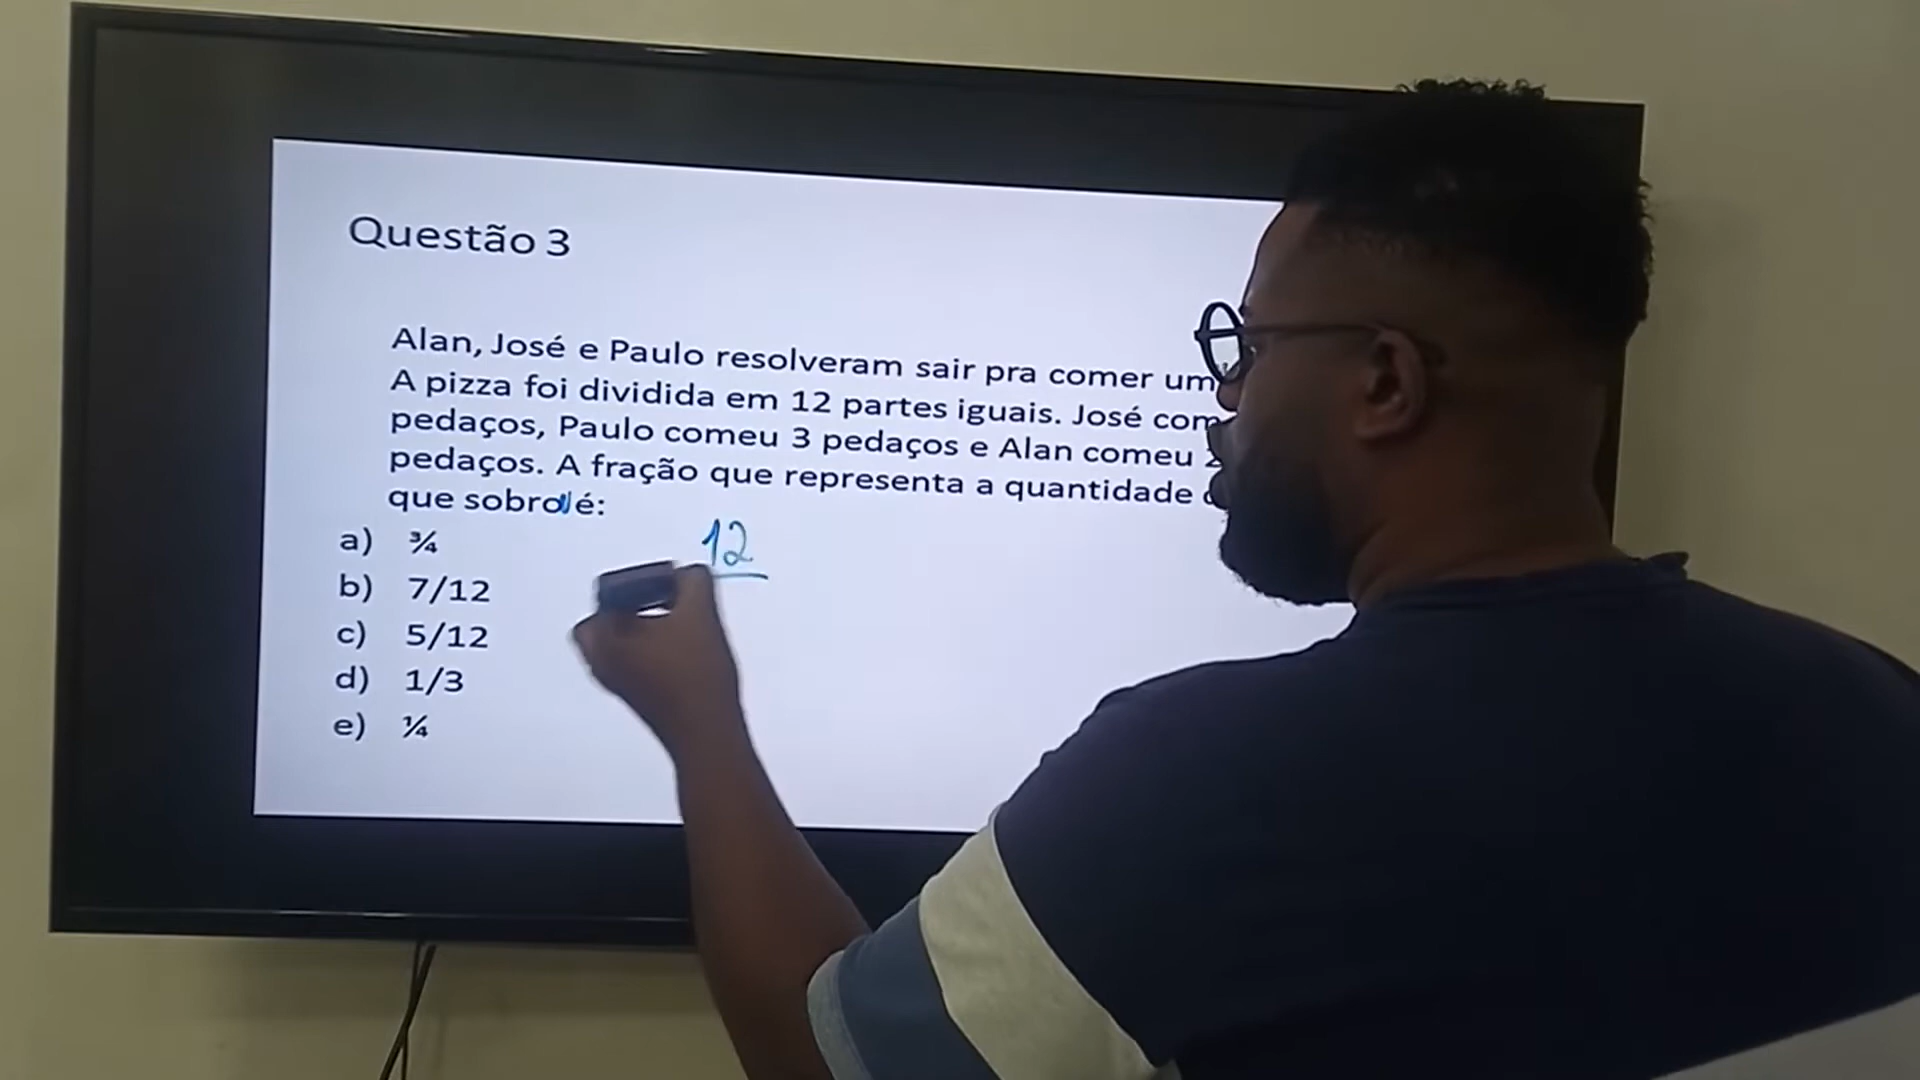 Questão 3
Alan, José e Paulo resolveram sair pra comer um
A pizza foi dividida em 12 partes iguais. José com
pedaços, Paulo comeu 3 pedaços e Alan comeu 2
pedaços. A fração que representa a quantidade
que sobrou é:
a) ¾
b) 7/12
c) 5/12
d) 1/3
e) ¼
12